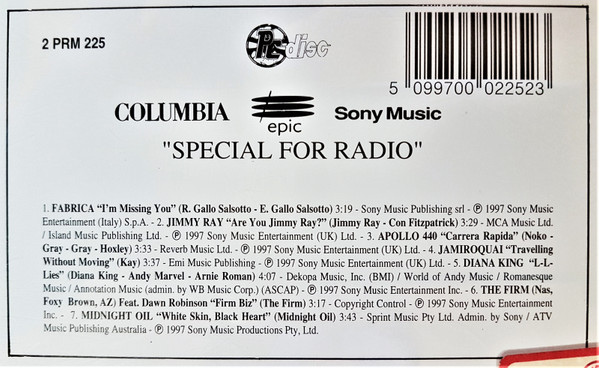 2 PRM 225
PL disc
COLUMBIA epic Sony Music
5 099700 022523
"SPECIAL FOR RADIO"
1. FABRICA “I’m Missing You” (R. Gallo Salsotto - E. Gallo Salsotto) 3:19 - Sony Music Publishing srl - ℗ 1997 Sony Music
Entertainment (Italy) S.p.A. - 2. JIMMY RAY “Are You Jimmy Ray?” (Jimmy Ray - Con Fitzpatrick) 3:29 - MCA Music Ltd.
/ Island Music Publishing Ltd. - ℗ 1997 Sony Music Entertainment (UK) Ltd. - 3. APOLLO 440 “Carrera Rapida” (Noko -
Gray - Gray - Hoxley) 3:33 - Reverb Music Ltd. - ℗ 1997 Sony Music Entertainment (UK) Ltd. - 4. JAMIROQUAI “Travelling
Without Moving” (Kay) 3:37 - Emi Music Publishing - ℗ 1997 Sony Music Entertainment (UK) Ltd. - 5. DIANA KING “L-L-
Lies” (Diana King - Andy Marvel - Arnie Roman) 4:07 - Dekopa Music, Inc. (BMI) / World of Andy Music / Romanesque
Music / Annotation Music (admin. by WB Music Corp.) (ASCAP) - ℗ 1997 Sony Music Entertainment Inc. - 6. THE FIRM (Nas,
Foxy Brown, AZ) Feat. Dawn Robinson “Firm Biz” (The Firm) 3:17 - Copyright Control - ℗ 1997 Sony Music Entertainment
Inc. - 7. MIDNIGHT OIL “White Skin, Black Heart” (Midnight Oil) 3:43 - Sprint Music Pty Ltd. Admin. by Sony / ATV
Music Publishing Australia - ℗ 1997 Sony Music Productions Pty, Ltd.